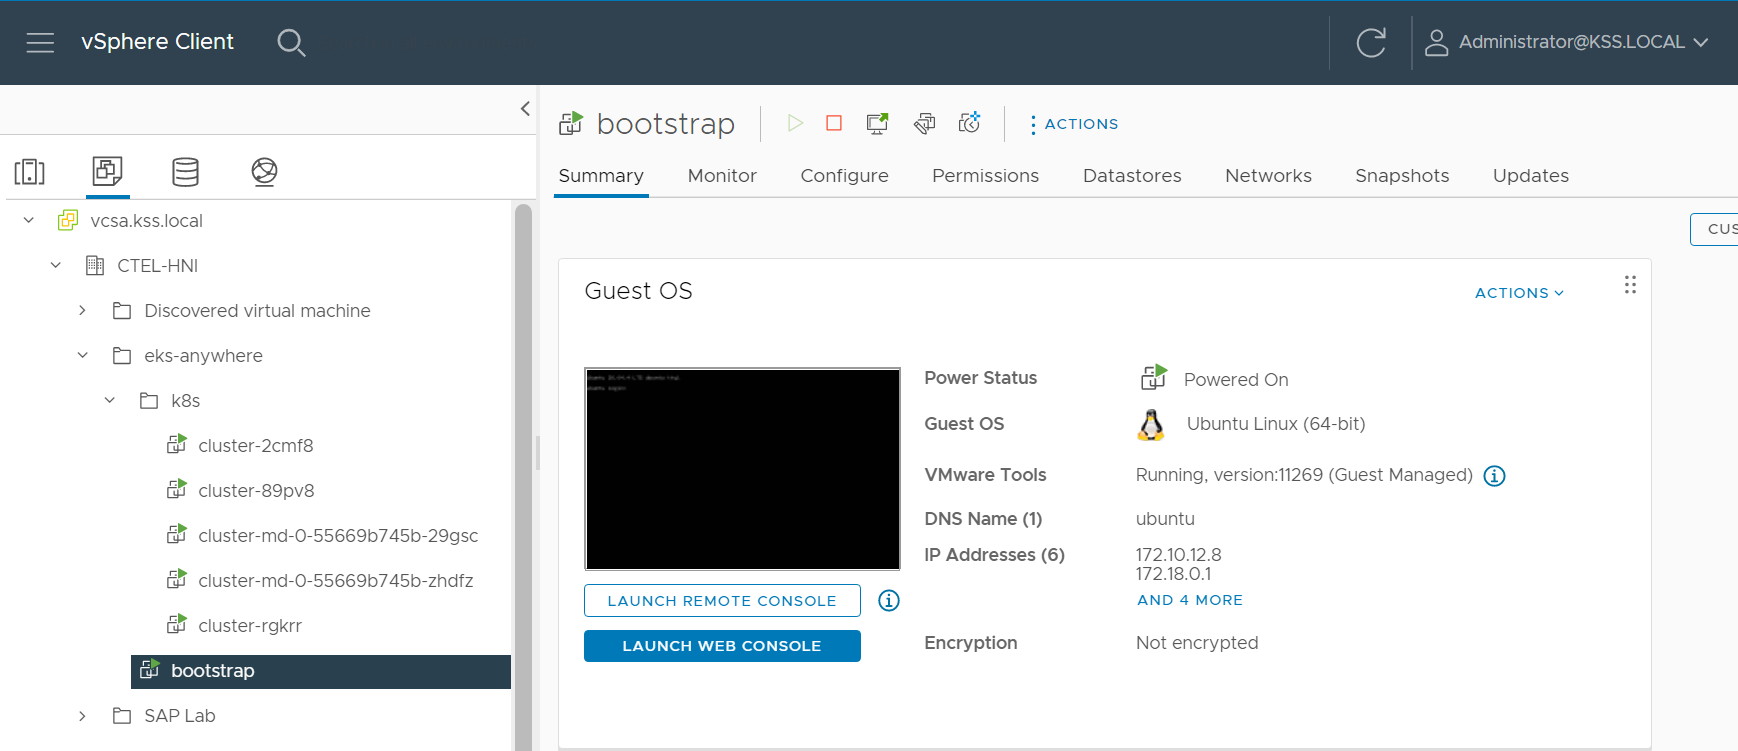 vSphere Client
Administrator@KSS.LOCAL
vcsa.kss.local
CTEL-HNI
Discovered virtual machine
eks-anywhere
k8s
cluster-2cmf8
cluster-89pv8
cluster-md-0-55669b745b-29gsc
cluster-md-0-55669b745b-zhdfz
cluster-rgkrr
bootstrap
SAP Lab
bootstrap
ACTIONS
Summary Monitor Configure Permissions Datastores Networks Snapshots Updates
CUS
Guest OS
ACTIONS
LAUNCH REMOTE CONSOLE
LAUNCH WEB CONSOLE
Power Status Powered On
Guest OS Ubuntu Linux (64-bit)
VMware Tools Running, version:11269 (Guest Managed)
DNS Name (1) ubuntu
IP Addresses (6) 172.10.12.8
172.18.0.1
AND 4 MORE
Encryption Not encrypted